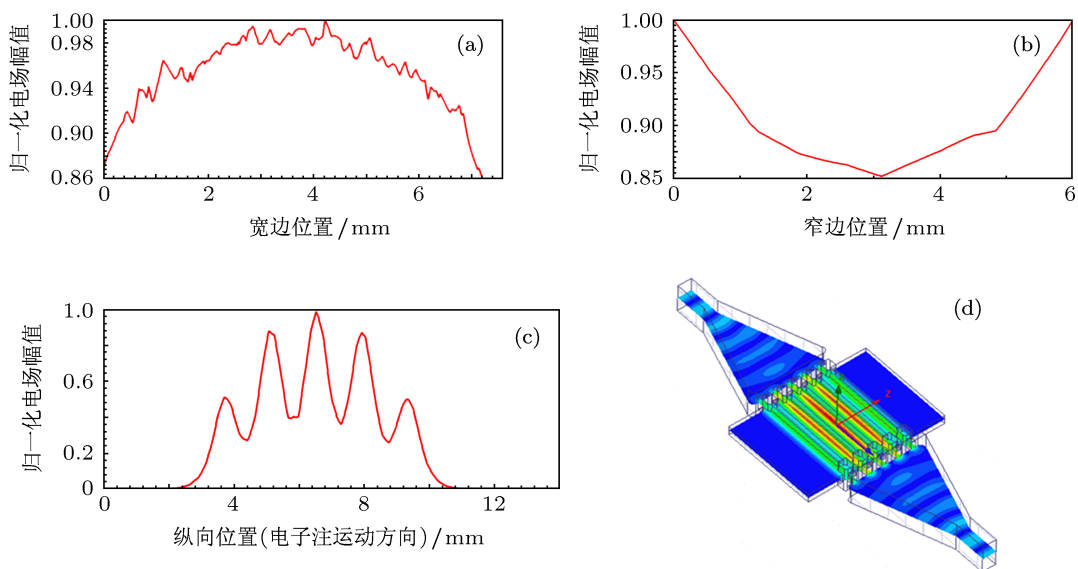 1.00
0.98
0.94
0.90
0.86
归一化电场幅值
(a)
0 2 4 6
宽边位置/mm
1.00
0.95
0.90
0.85
归一化电场幅值
(b)
0 1 2 3 4 5 6
窄边位置/mm
1.0
0.6
0.2
0
归一化电场幅值
(c)
0 4 8 12
纵向位置(电子注运动方向)/mm
(d)
z